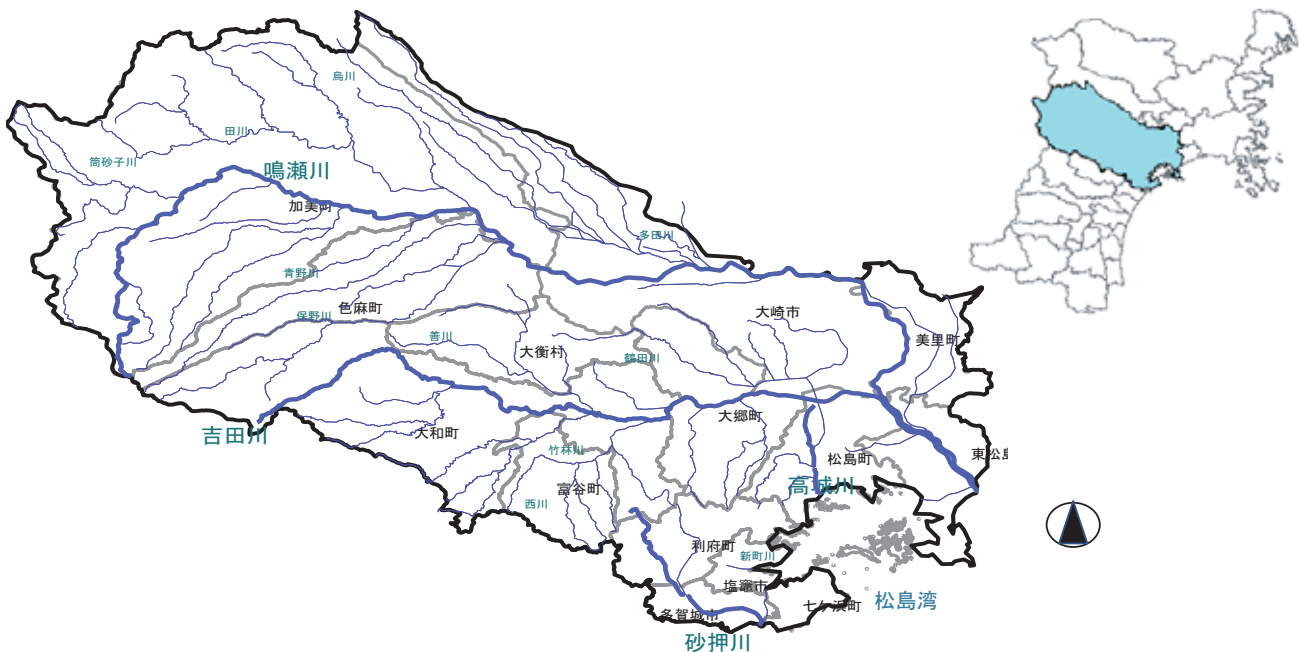 烏川
田川
筒砂子川
鳴瀬川
加美町
多田川
青野川
保野川
色麻町
大崎市
善川
大衡村
鶴田川
美里町
吉田川
大和町
大郷町
竹林川
松島町
東松島
高城川
富谷町
西川
利府町
新町川
塩竈市
七ケ浜町
松島湾
多賀城市
砂押川